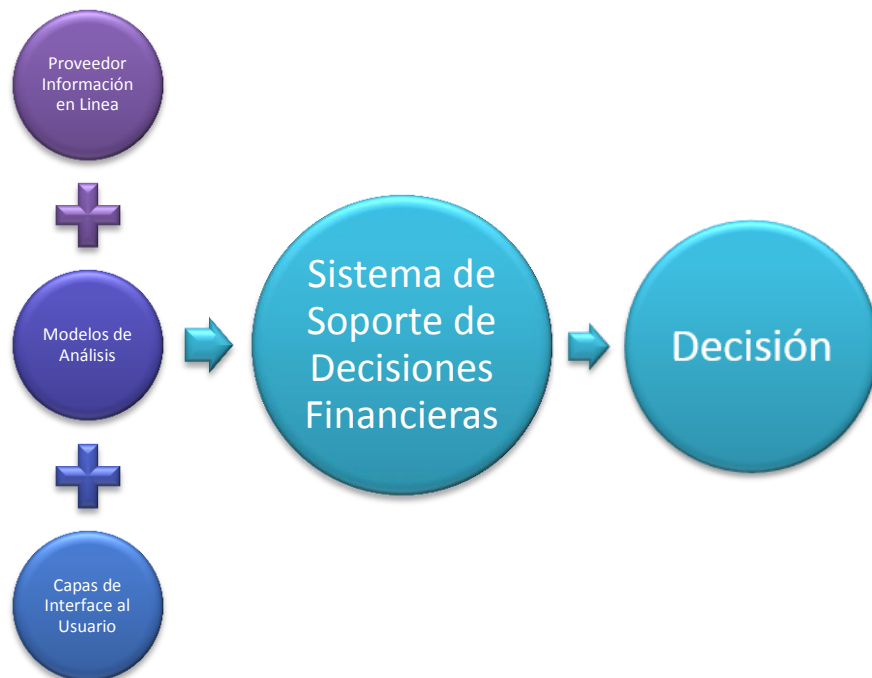 Proveedor
Información
en Linea
Modelos de
Análisis
Capas de
Interface al
Usuario
Sistema de
Soporte de
Decisiones
Financieras
Decisión